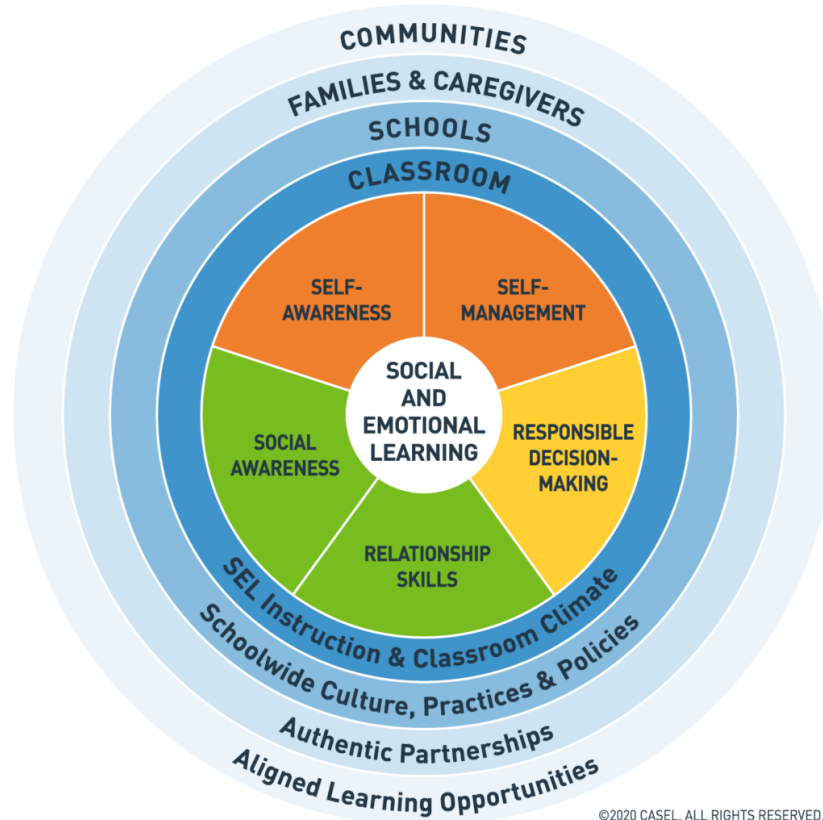 COMMUNITIES
FAMILIES & CAREGIVERS
SCHOOLS
CLASSROOM
SELF-
AWARENESS
SELF-
MANAGEMENT
SOCIAL
AND
EMOTIONAL
LEARNING
SOCIAL
AWARENESS
RESPONSIBLE
DECISION-
MAKING
RELATIONSHIP
SKILLS
SEL Instruction & Classroom Climate
Schoolwide Culture, Practices & Policies
Authentic Partnerships
Aligned Learning Opportunities
©2020 CASEL. ALL RIGHTS RESERVED.